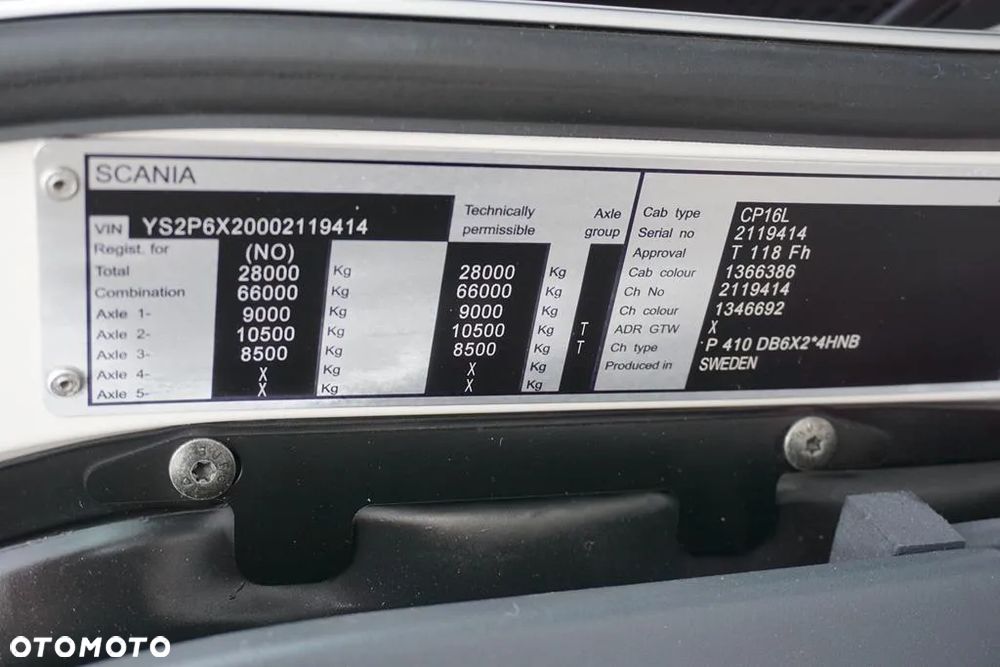 SCANIA
VIN YS2P6X20002119414 Technically permissible Axle group
Regist. for (NO)
Total 28000 Kg 28000 Kg
Combination 66000 Kg 66000 Kg
Axle 1- 9000 Kg 9000 Kg
Axle 2- 10500 Kg 10500 Kg T
Axle 3- 8500 Kg 8500 Kg T
Axle 4- X Kg X Kg
Axle 5- X Kg X Kg
Cab type CP16L
Serial no 2119414
Approval T 118 Fh
Cab colour 1366386
Ch No 2119414
Ch colour 1346692
ADR GTW X
Ch type P 410 DB6X2*4HNB
Produced in SWEDEN
OTOMOTO